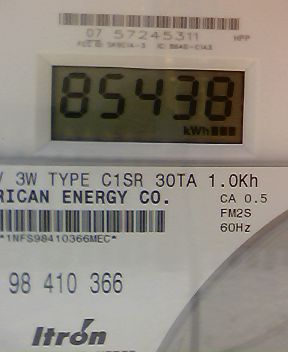 07 57245311 HPP
85438
kWh
V 3W TYPE C1SR 30TA 1.0Kh
RICAN ENERGY CO.
CA 0.5
FM2S
60Hz
*1NFS98410366MEC*
98 410 366
Itron